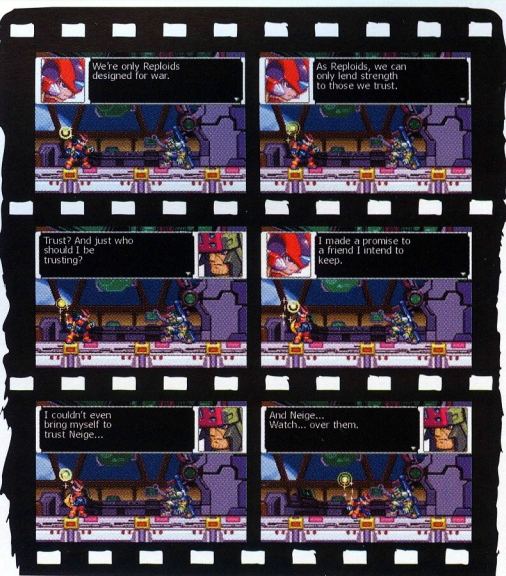 We're only Reploids
designed for war.
As Reploids, we can
only lend strength
to those we trust.
Trust? And just who
should I be
trusting?
I made a promise to
a friend I intend to
keep.
I couldn't even
bring myself to
trust Neige...
And Neige...
Watch... over them.